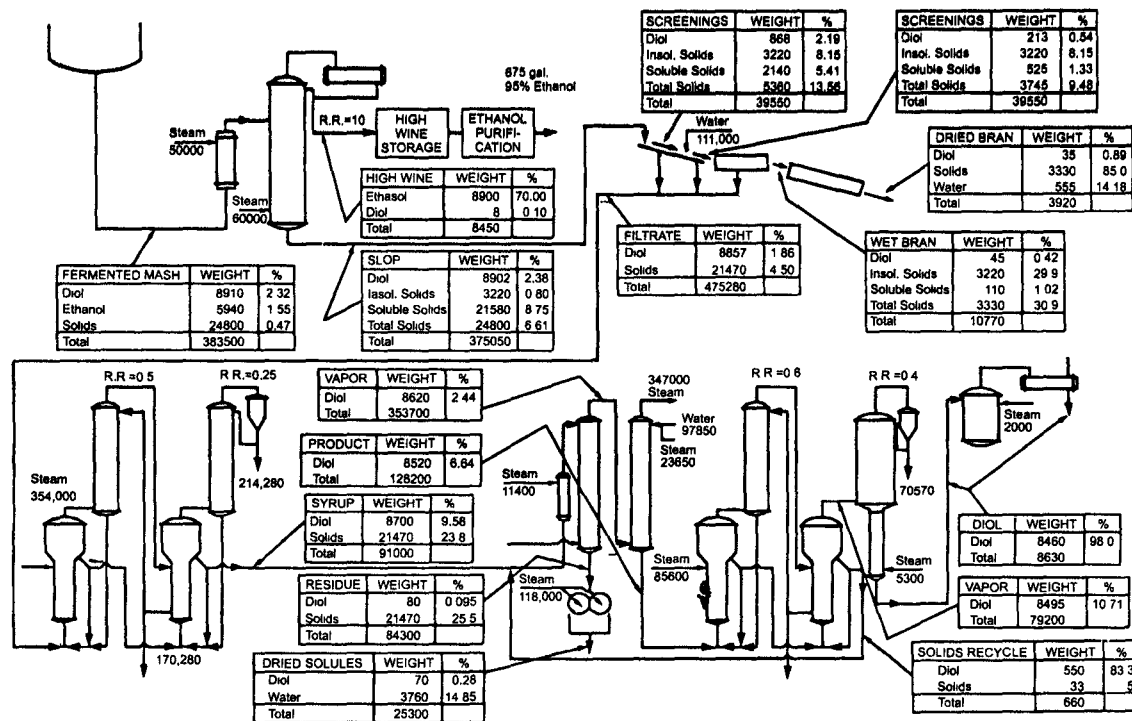 SCREENINGS WEIGHT %
Diol 868 2.19
Insol. Solids 3220 8.15
Soluble Solids 2140 5.41
Total Solids 5360 13.56
Total 39550
SCREENINGS WEIGHT %
Diol 213 0.54
Insol. Solids 3220 8.15
Soluble Solids 525 1.33
Total Solids 3745 9.48
Total 39550
675 gal.
95% Ethanol
R.R.=10
HIGH
WINE
STORAGE
ETHANOL
PURIFI-
CATION
Steam
50000
Steam
60000
Water
111,000
DRIED BRAN WEIGHT %
Diol 35 0.89
Solids 3330 85 0
Water 555 14 18
Total 3920
HIGH WINE WEIGHT %
Ethasol 8900 70.00
Diol 8 0 10
Total 8450
FILTRATE WEIGHT %
Diol 8857 1 86
Solids 21470 4 50
Total 475280
WET BRAN WEIGHT %
Diol 45 0 42
Insol. Solids 3220 29 9
Soluble Solids 110 1 02
Total Solids 3330 30 9
Total 10770
FERMENTED MASH WEIGHT %
Diol 8910 2 32
Ethanol 5940 1 55
Solids 24800 0.47
Total 383500
SLOP WEIGHT %
Diol 8902 2.38
Iasol. Solids 3220 0 80
Soluble Solids 21580 8 75
Total Solids 24800 6 61
Total 375050
R.R =0 5
R R.=0.25
VAPOR WEIGHT %
Diol 8620 2 44
Total 353700
347000
Steam
Water
97850
Steam
23650
R R =0 6
R R =0 4
Steam
2000
PRODUCT WEIGHT %
Diol 8520 6.64
Total 128200
Steam
354,000
214,280
Steam
11400
70570
SYRUP WEIGHT %
Diol 8700 9.58
Solids 21470 23 8
Total 91000
DIOL WEIGHT %
Diol 8460 98 0
Total 8630
RESIDUE WEIGHT %
Diol 80 0 095
Solids 21470 25 5
Total 84300
Steam
118,000
Steam
85600
Steam
5300
VAPOR WEIGHT %
Diol 8495 10 71
Total 79200
170,280
DRIED SOLULES WEIGHT %
Diol 70 0.28
Water 3760 14 85
Total 25300
SOLIDS RECYCLE WEIGHT %
Diol 550 83 3
Solids 33 5
Total 660